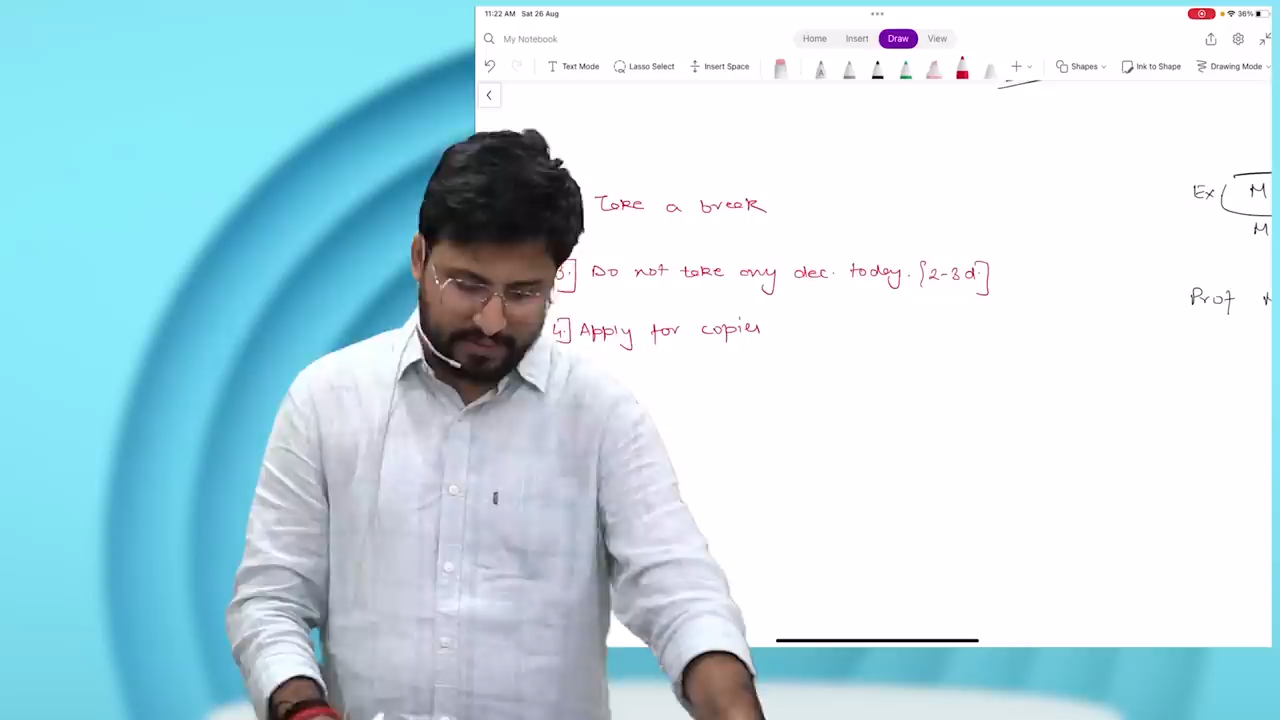 11:22 AM Sat 26 Aug
36%
My Notebook
Home Insert Draw View
Text Mode Lasso Select Insert Space Shapes Ink to Shape Drawing Mode
Take a break
3.] Do not take any dec. today. [2-3 d.]
4.] Apply for copies
Ex M
M
Prof